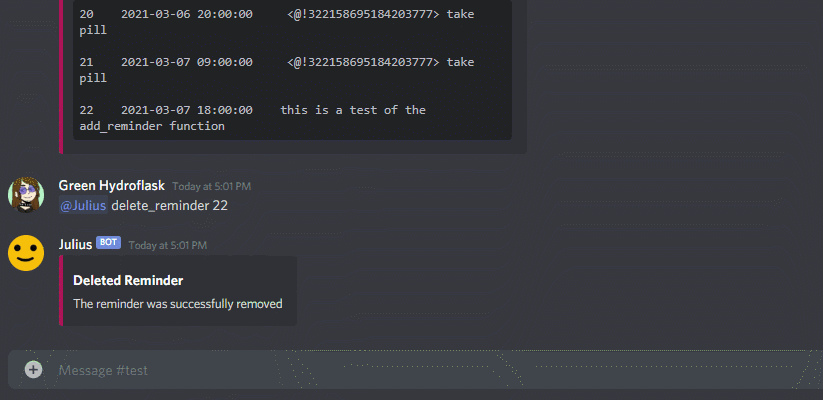 20    2021-03-06 20:00:00     <@!322158695184203777> take
pill
21    2021-03-07 09:00:00     <@!322158695184203777> take
pill
22    2021-03-07 18:00:00    this is a test of the
add_reminder function
Green Hydroflask Today at 5:01 PM
@Julius delete_reminder 22
Julius BOT Today at 5:01 PM
Deleted Reminder
The reminder was successfully removed
Message #test